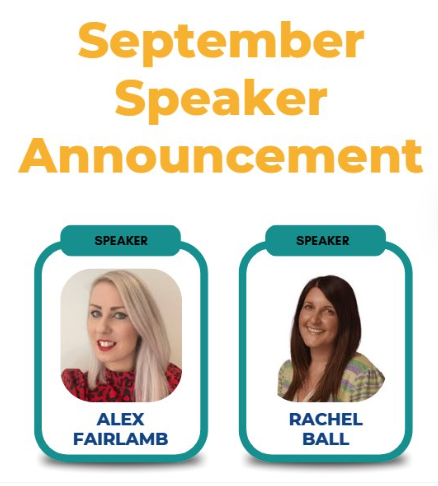 September
Speaker
Announcement
SPEAKER
ALEX
FAIRLAMB
SPEAKER
RACHEL
BALL